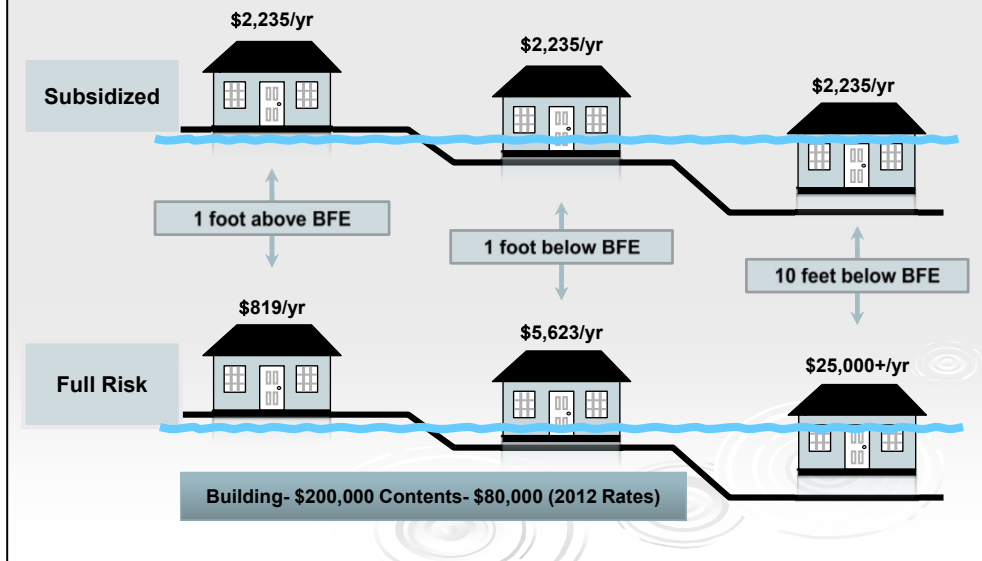 $2,235/yr
$2,235/yr
$2,235/yr
Subsidized
1 foot above BFE
1 foot below BFE
10 feet below BFE
$819/yr
$5,623/yr
$25,000+/yr
Full Risk
Building- $200,000 Contents- $80,000 (2012 Rates)